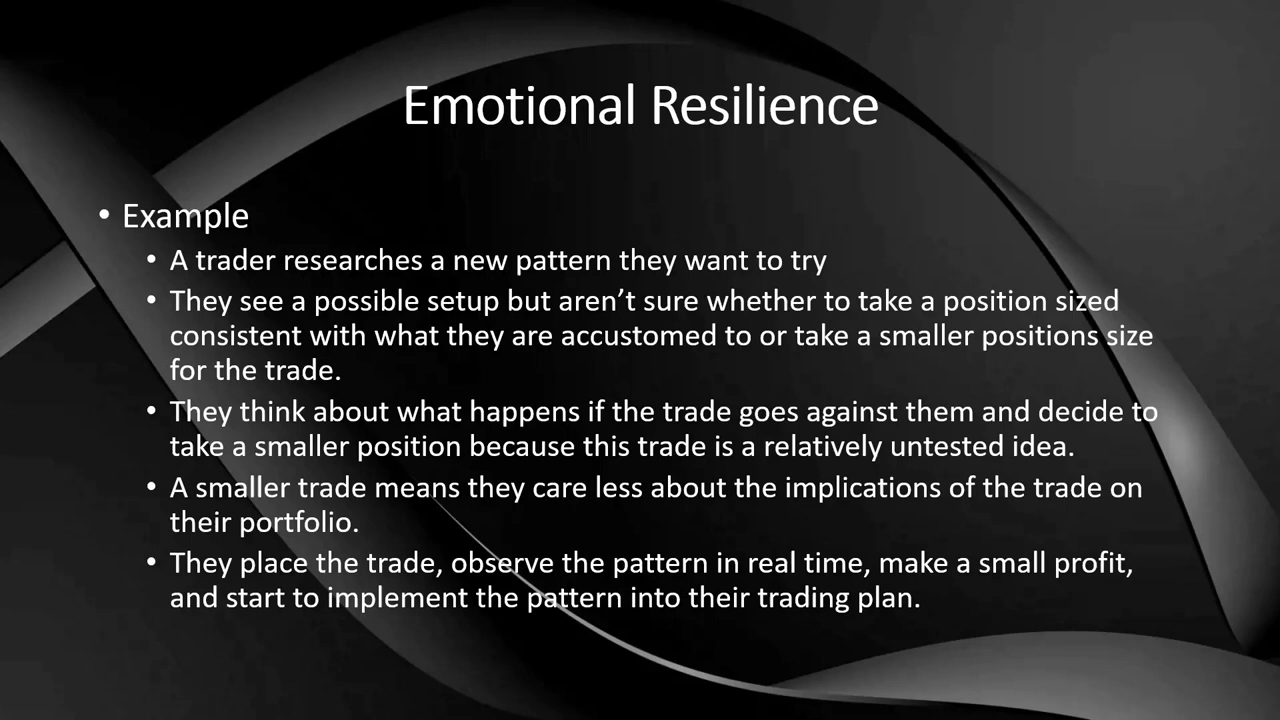 Emotional Resilience
• Example
• A trader researches a new pattern they want to try
• They see a possible setup but aren’t sure whether to take a position sized
consistent with what they are accustomed to or take a smaller positions size
for the trade.
• They think about what happens if the trade goes against them and decide to
take a smaller position because this trade is a relatively untested idea.
• A smaller trade means they care less about the implications of the trade on
their portfolio.
• They place the trade, observe the pattern in real time, make a small profit,
and start to implement the pattern into their trading plan.